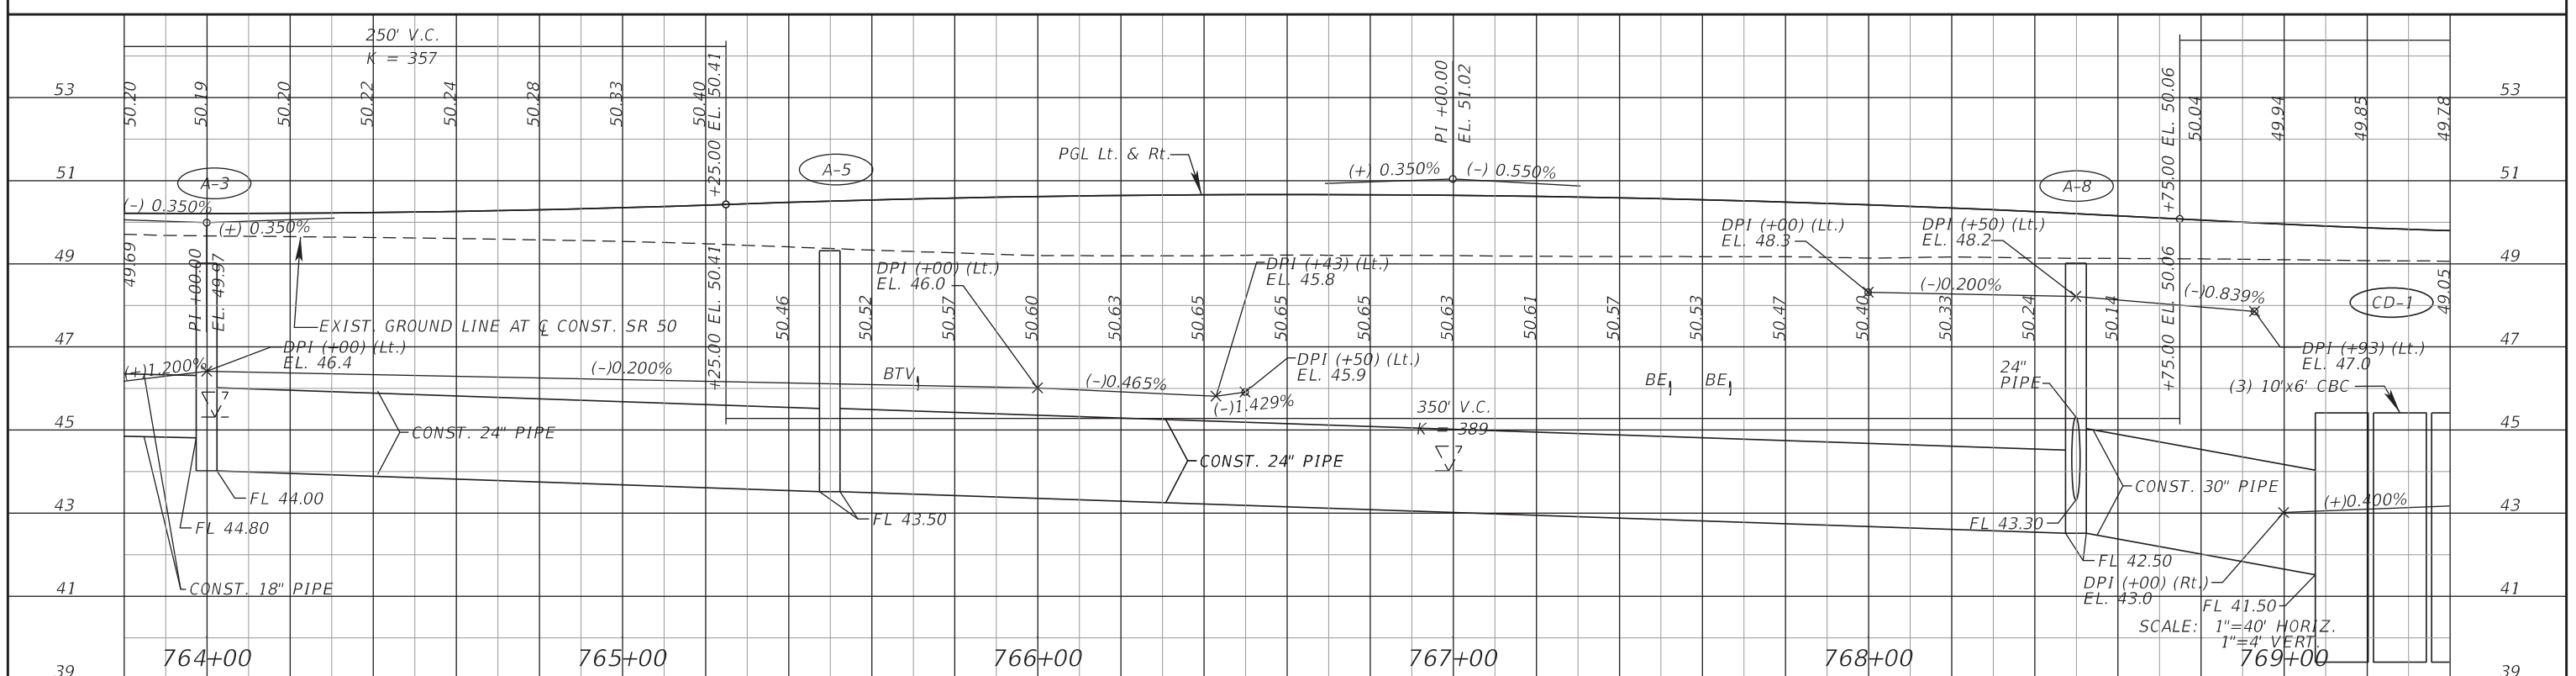 250' V.C.
K = 357
53
50.20
50.19
50.20
50.22
50.24
50.28
50.33
50.40
+25.00 EL. 50.41
PI +00.00
EL. 51.02
+75.00 EL. 50.06
50.04
49.94
49.85
49.78
53
51
A-3
A-5
PGL Lt. & Rt.
(+) 0.350%
(-) 0.550%
A-8
51
(-) 0.350%
(+) 0.350%
DPI (+00) (Lt.)
EL. 48.3
DPI (+50) (Lt.)
EL. 48.2
49
49.69
PI +00.00
EL. 49.97
+25.00 EL. 50.41
DPI (+00) (Lt.)
EL. 46.0
DPI (+43) (Lt.)
EL. 45.8
(-)0.200%
+75.00 EL. 50.06
(-)0.839%
CD-1
49.05
49
EXIST. GROUND LINE AT ℄ CONST. SR 50
50.46
50.52
50.57
50.60
50.63
50.65
50.65
50.65
50.63
50.61
50.57
50.53
50.47
50.40
50.33
50.24
50.14
47
DPI (+00) (Lt.)
EL. 46.4
(+)1.200%
(-)0.200%
BTV
(-)0.465%
DPI (+50) (Lt.)
EL. 45.9
(-)1.429%
BE
BE
24"
PIPE
DPI (+93) (Lt.)
EL. 47.0
(3) 10'x6' CBC
47
45
CONST. 24" PIPE
350' V.C.
K = 389
CONST. 24" PIPE
45
FL 44.00
FL 44.80
43
FL 43.50
CONST. 30" PIPE
FL 43.30
(+)0.400%
43
CONST. 18" PIPE
FL 42.50
DPI (+00) (Rt.)
EL. 43.0
FL 41.50
41
41
SCALE: 1"=40' HORIZ.
1"=4' VERT.
39
764+00
765+00
766+00
767+00
768+00
769+00
39